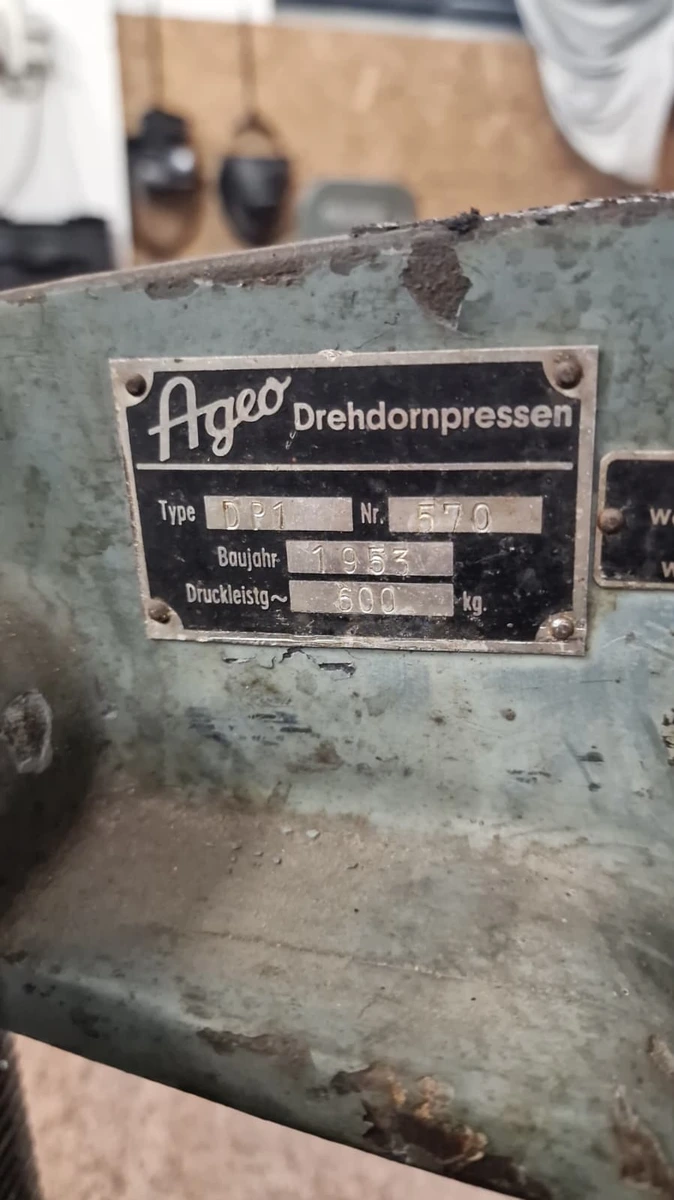 Ageo Drehdornpressen
Type DP1 Nr. 570
Baujahr 1953
Druckleistg~ 600 kg.